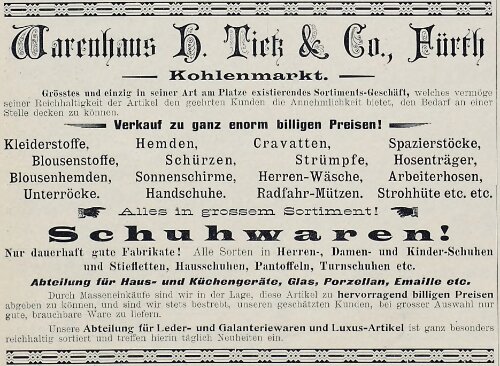 Warenhaus H. Tietz & Co., Fürth
Kohlenmarkt.
Grösstes und einzig in seiner Art am Platze existierendes Sortiments-Geschäft, welches vermöge
seiner Reichhaltigkeit der Artikel den geehrten Kunden die Annehmlichkeit bietet, den Bedarf an einer
Stelle decken zu können.
Verkauf zu ganz enorm billigen Preisen!
Kleiderstoffe, Hemden, Cravatten, Spazierstöcke,
Blousenstoffe, Schürzen, Strümpfe, Hosenträger,
Blousenhemden, Sonnenschirme, Herren-Wäsche, Arbeiterhosen,
Unterröcke. Handschuhe. Radfahr-Mützen. Strohhüte etc. etc.
Alles in grossem Sortiment!
Schuhwaren!
Nur dauerhaft gute Fabrikate! Alle Sorten in Herren-, Damen- und Kinder-Schuhen
und Stiefletten, Hausschuhen, Pantoffeln, Turnschuhen etc.
Abteilung für Haus- und Küchengeräte, Glas, Porzellan, Emaille etc.
Durch Masseneinkäufe sind wir in der Lage, diese Artikel zu hervorragend billigen Preisen
abgeben zu können, und sind wir stets bestrebt, unseren geschätzten Kunden, bei grosser Auswahl nur
gute, brauchbare Ware zu liefern.
Unsere Abteilung für Leder- und Galanteriewaren und Luxus-Artikel ist ganz besonders
reichhaltig sortiert und treffen hierin täglich Neuheiten ein.